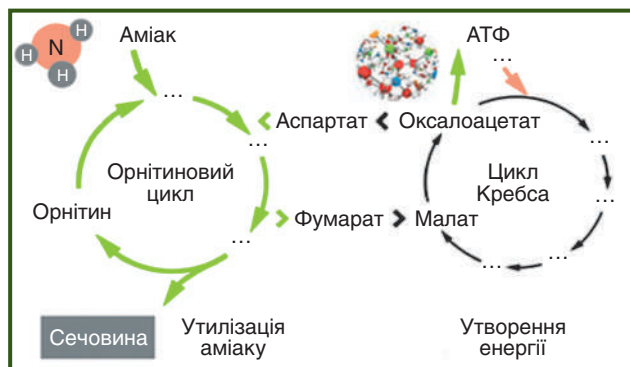 N
H
H
H
Аміак
АТФ
...
...
Аспартат
Оксалоацетат
...
...
Орнітиновий
цикл
Цикл
Кребса
...
Орнітин
Фумарат
Малат
...
...
...
Сечовина
Утилізація
аміаку
Утворення
енергії